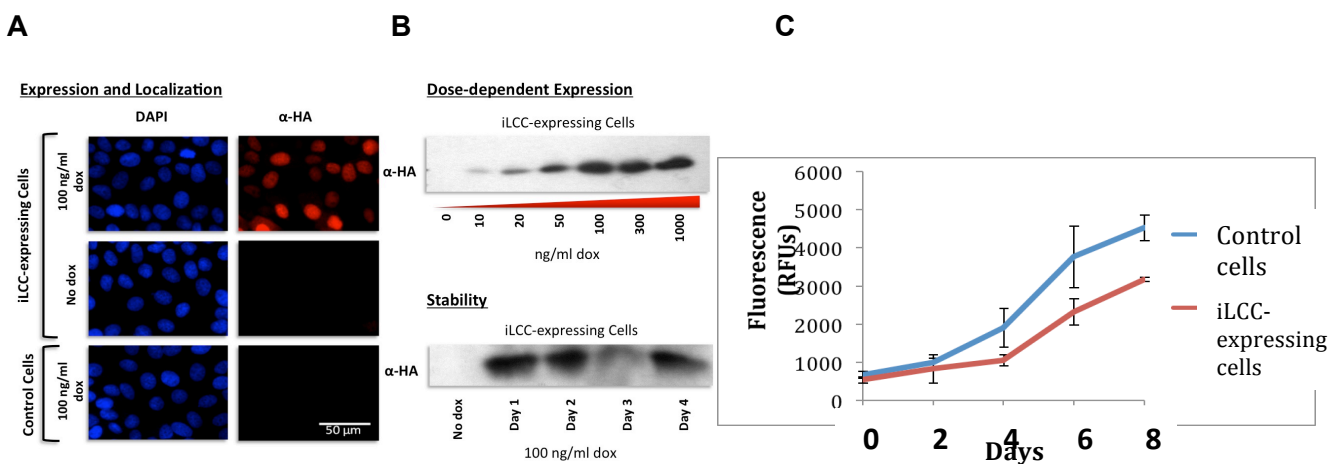 A
B
C
Expression and Localization
DAPI
α-HA
iLCC-expressing Cells
100 ng/ml
dox
No dox
Control Cells
100 ng/ml
dox
50 µm
Dose-dependent Expression
iLCC-expressing Cells
α-HA
0
10
20
50
100
300
1000
ng/ml dox
Stability
iLCC-expressing Cells
α-HA
No dox
Day 1
Day 2
Day 3
Day 4
100 ng/ml dox
Fluorescence
(RFUs)
6000
5000
4000
3000
2000
1000
0
0 2 4 6 8
Days
Control
cells
iLCC-
expressing
cells